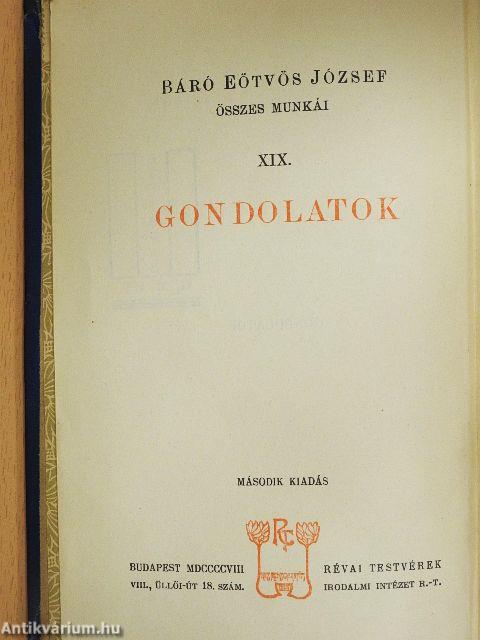 BÁRÓ EÖTVÖS JÓZSEF
ÖSSZES MUNKÁI
XIX.
GONDOLATOK
MÁSODIK KIADÁS
BUDAPEST MDCCCCVIII
VIII., ÜLLŐI-ÚT 18. SZÁM.
RÉVAI TESTVÉREK
IRODALMI INTÉZET R.-T.
Antikvárium.hu